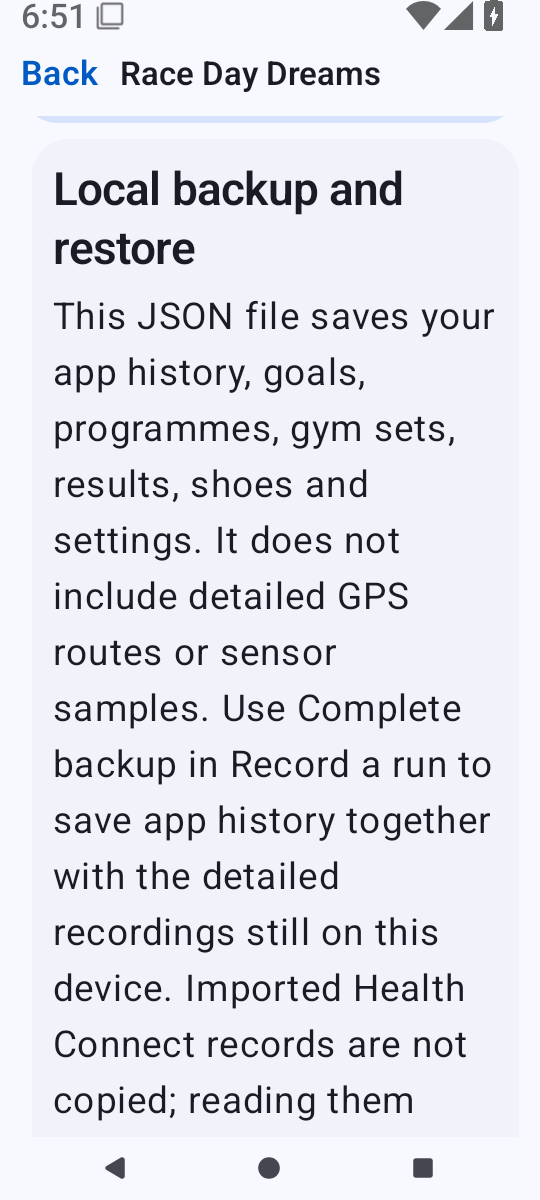 6:51
Back Race Day Dreams
Local backup and
restore
This JSON file saves your
app history, goals,
programmes, gym sets,
results, shoes and
settings. It does not
include detailed GPS
routes or sensor
samples. Use Complete
backup in Record a run to
save app history together
with the detailed
recordings still on this
device. Imported Health
Connect records are not
copied; reading them